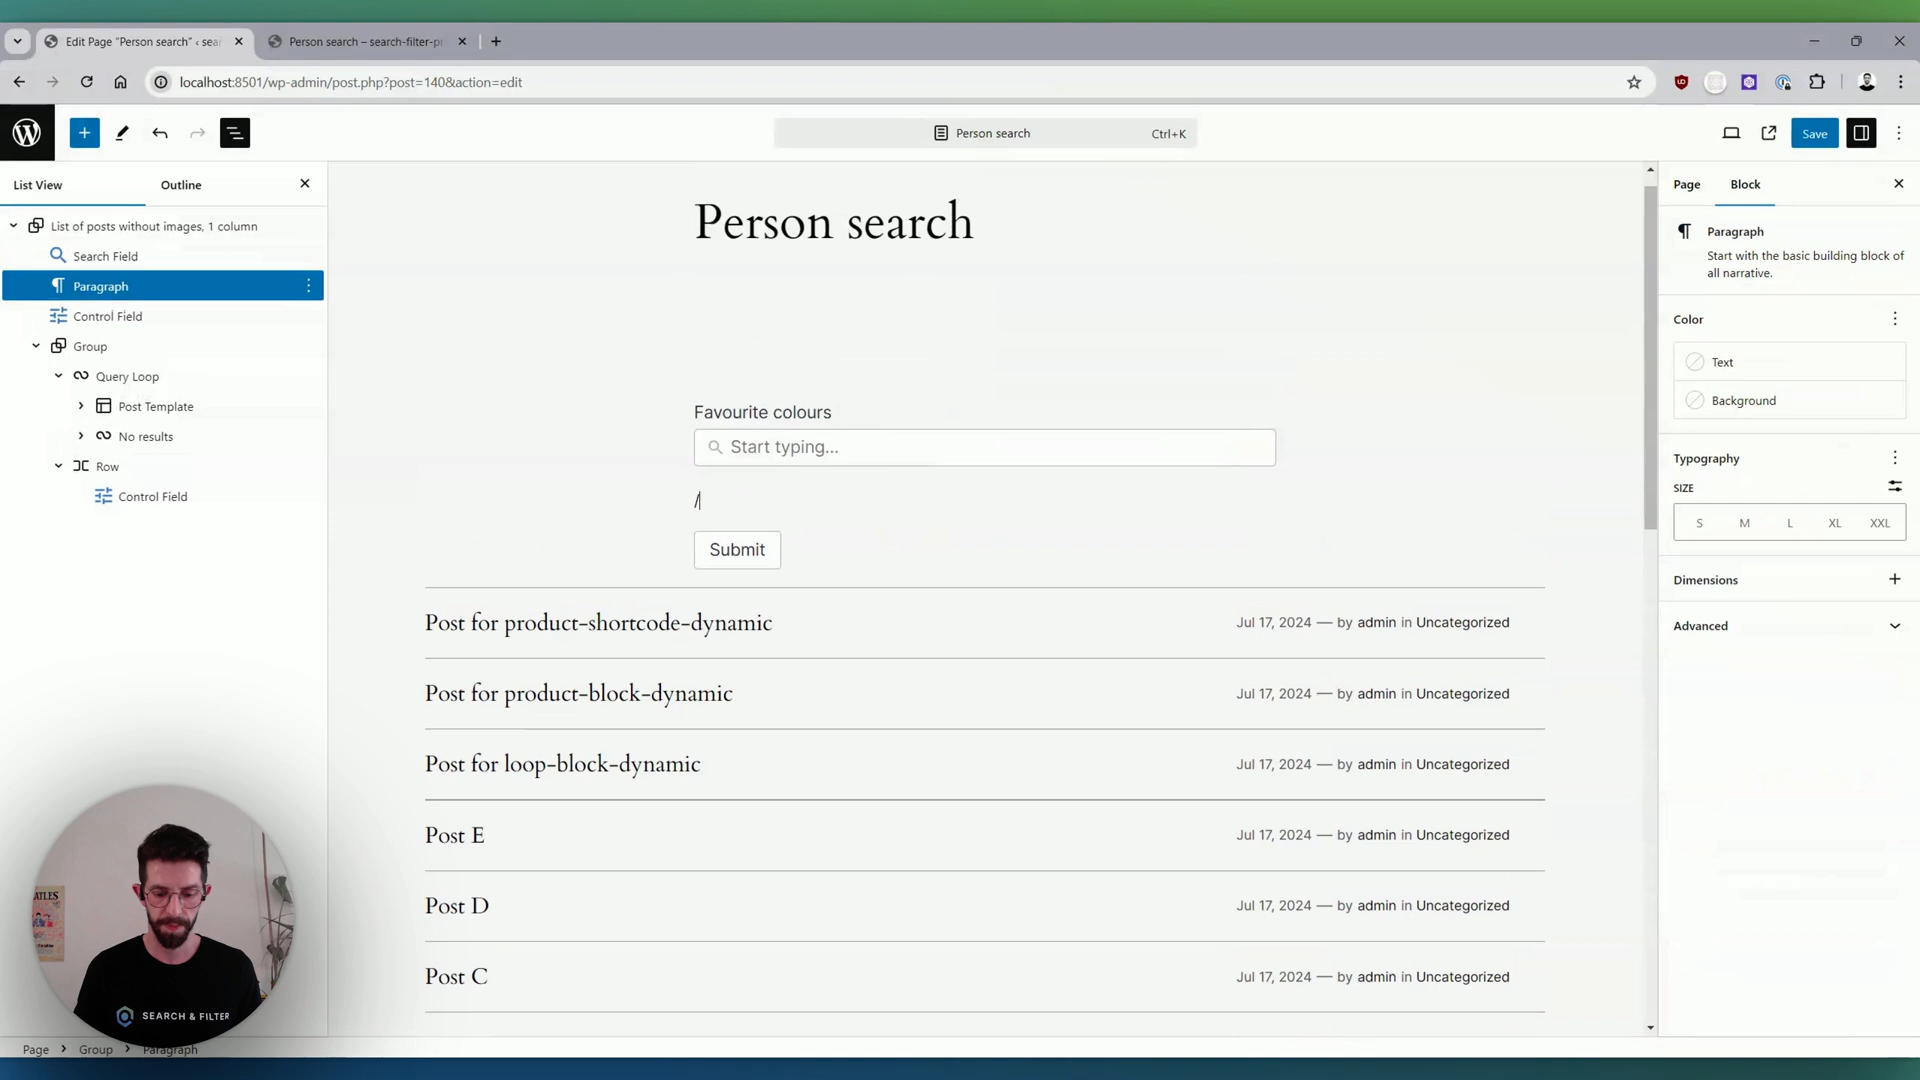 Edit Page "Person search" ‹ sea
Person search – search-filter-pr
localhost:8501/wp-admin/post.php?post=140&action=edit
Person search
Ctrl+K
Save
List View
Outline
Page
Block
List of posts without images, 1 column
Search Field
Paragraph
Control Field
Group
Query Loop
Post Template
No results
Row
Control Field
Person search
Favourite colours
Start typing...
/
Submit
Post for product-shortcode-dynamic
Jul 17, 2024 — by admin in Uncategorized
Post for product-block-dynamic
Jul 17, 2024 — by admin in Uncategorized
Post for loop-block-dynamic
Jul 17, 2024 — by admin in Uncategorized
Post E
Jul 17, 2024 — by admin in Uncategorized
Post D
Jul 17, 2024 — by admin in Uncategorized
Post C
Jul 17, 2024 — by admin in Uncategorized
Paragraph
Start with the basic building block of
all narrative.
Color
Text
Background
Typography
SIZE
S M L XL XXL
Dimensions
Advanced
SEARCH & FILTER
Page > Group > Paragraph